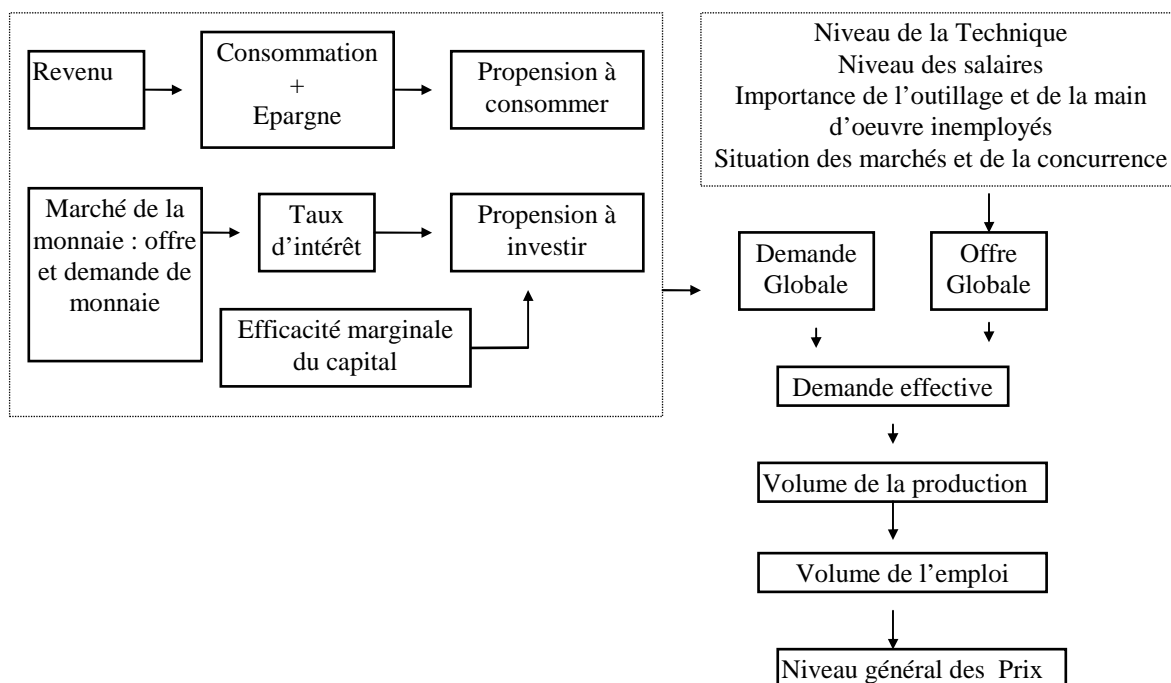 Revenu
Consommation
+
Epargne
Propension à
consommer
Marché de la
monnaie : offre
et demande de
monnaie
Taux
d’intérêt
Propension à
investir
Efficacité marginale
du capital
Niveau de la Technique
Niveau des salaires
Importance de l’outillage et de la main
d’oeuvre inemployés
Situation des marchés et de la concurrence
Demande
Globale
Offre
Globale
Demande effective
Volume de la production
Volume de l’emploi
Niveau général des Prix